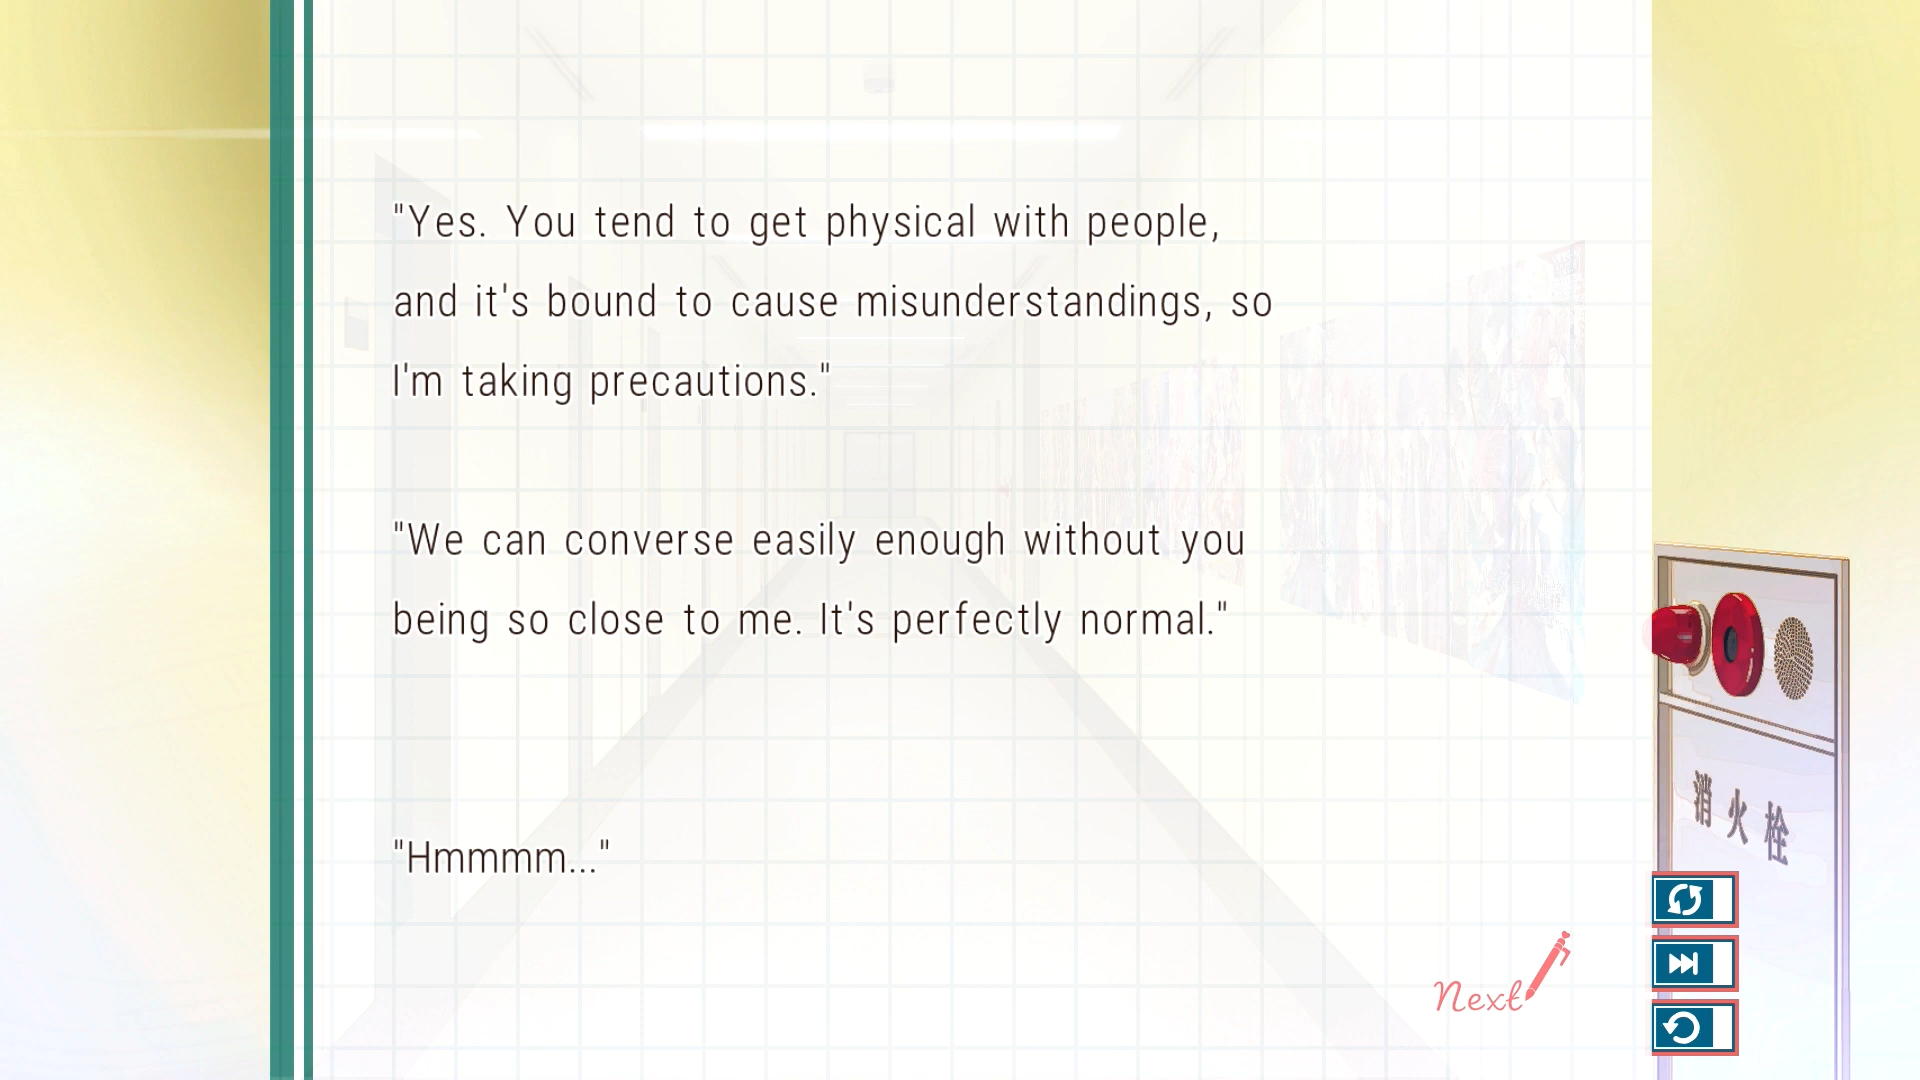 "Yes. You tend to get physical with people,
and it's bound to cause misunderstandings, so
I'm taking precautions."
"We can converse easily enough without you
being so close to me. It's perfectly normal."
"Hmmmm..."
Next
消火栓